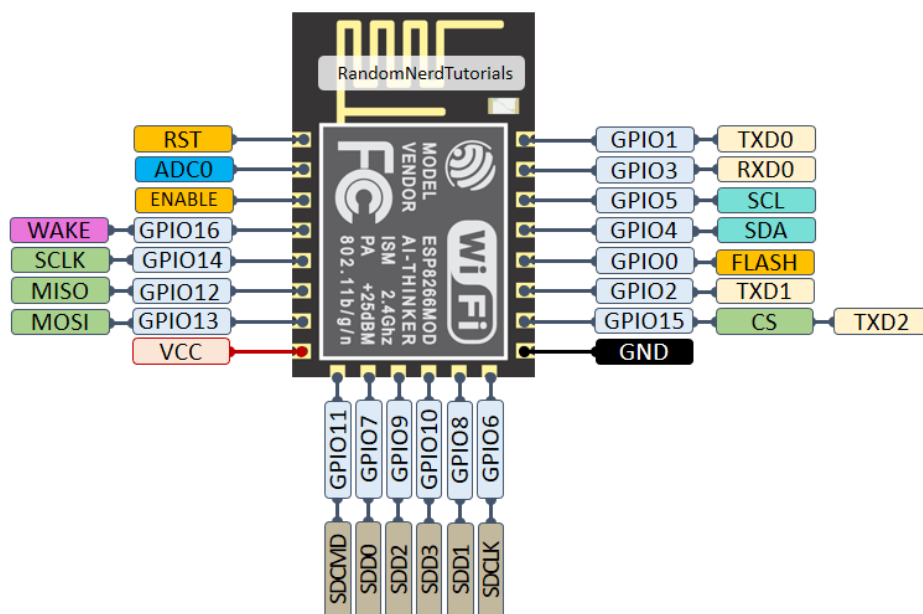 RandomNerdTutorials
RST
ADC0
ENABLE
WAKE GPIO16
SCLK GPIO14
MISO GPIO12
MOSI GPIO13
VCC
MODEL
VENDOR
FC
ESP8266MOD
AI-THINKER
ISM 2.4Ghz
PA +25dBM
802.11b/g/n
WiFi
GPIO1 TXD0
GPIO3 RXD0
GPIO5 SCL
GPIO4 SDA
GPIO0 FLASH
GPIO2 TXD1
GPIO15 CS TXD2
GND
GPIO11 SDCMD
GPIO7 SDD0
GPIO9 SDD2
GPIO10 SDD3
GPIO8 SDD1
GPIO6 SDCLK